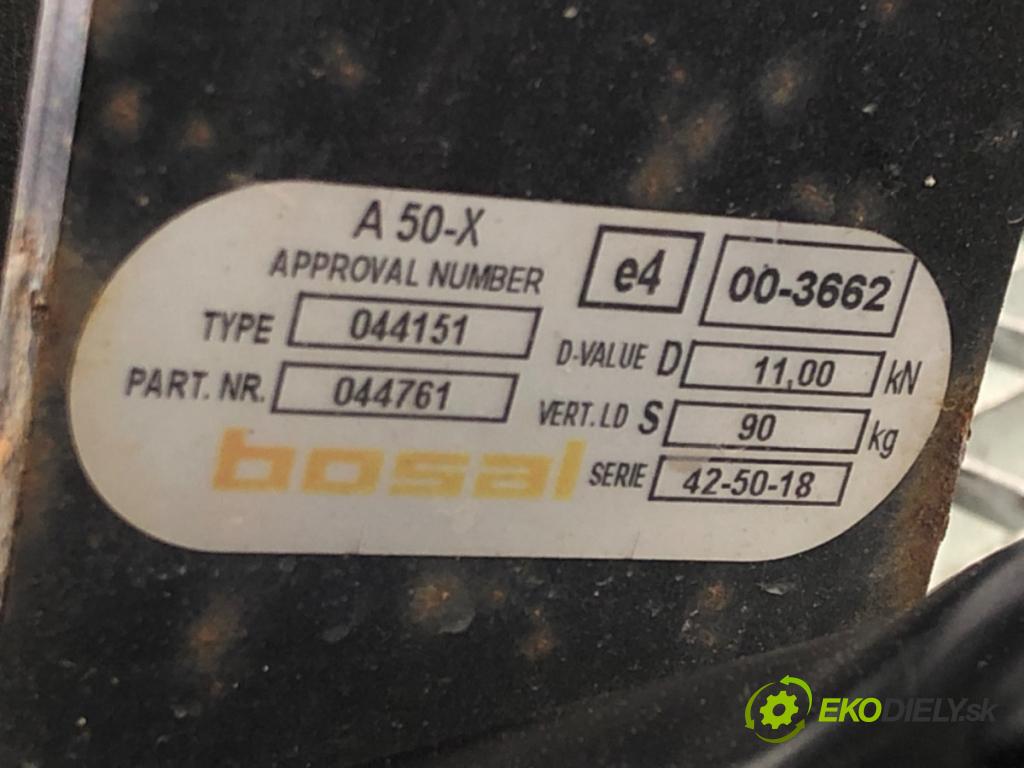 A 50-X
APPROVAL NUMBER e4 00-3662
TYPE 044151
D-VALUE D 11,00 kN
PART. NR. 044761
VERT. LD S 90 kg
bosal
SERIE 42-50-18
EKODIELY.sk